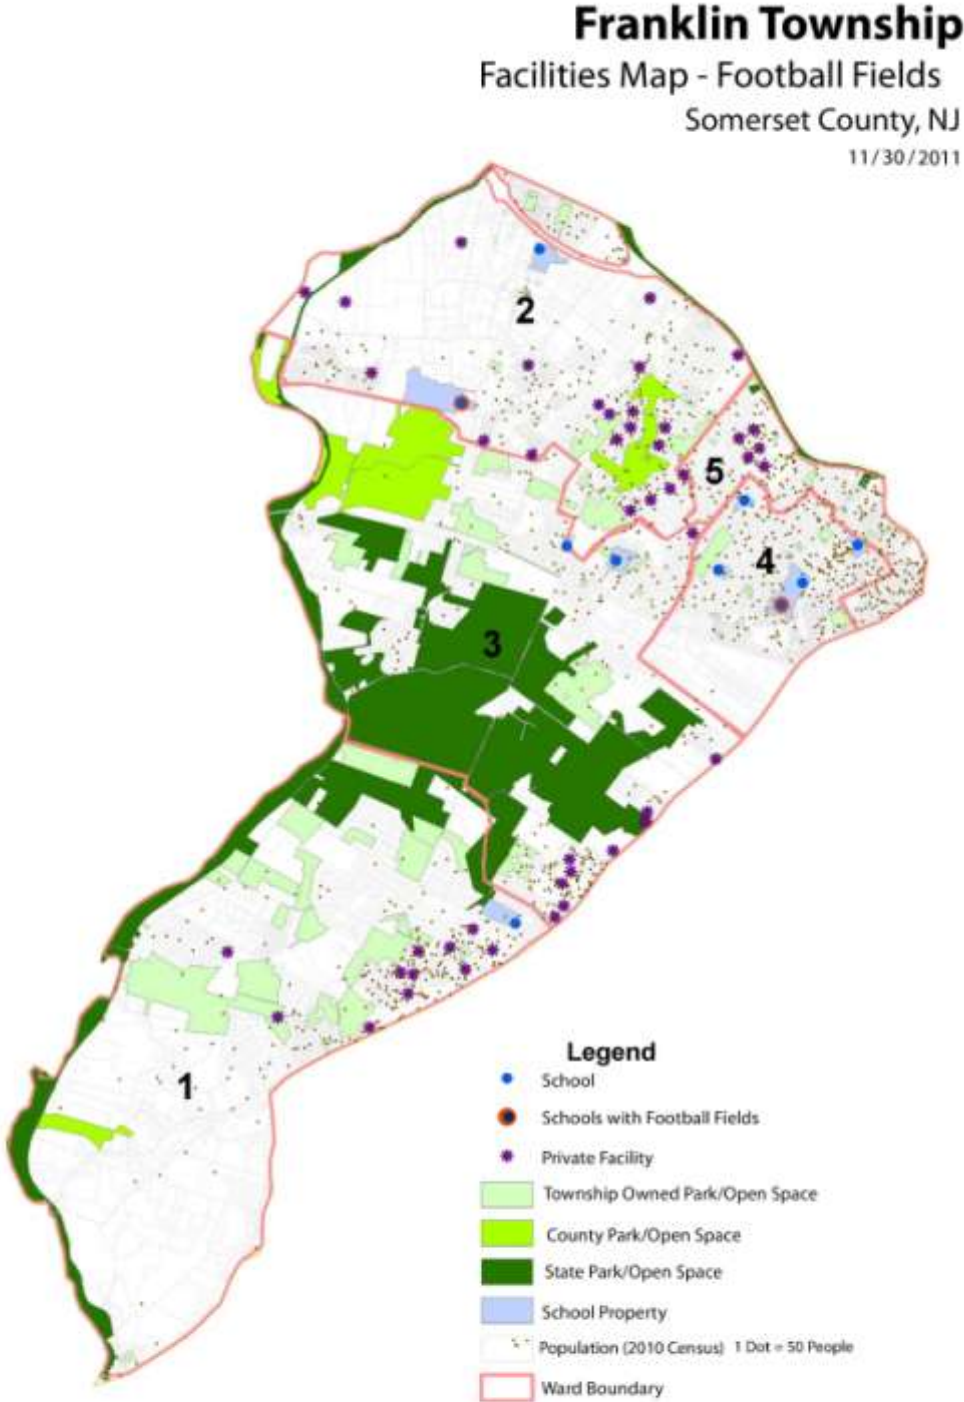 Franklin Township
Facilities Map - Football Fields
Somerset County, NJ
11/30/2011
2
5
4
3
1
Legend
School
Schools with Football Fields
Private Facility
Township Owned Park/Open Space
County Park/Open Space
State Park/Open Space
School Property
Population (2010 Census) 1 Dot = 50 People
Ward Boundary